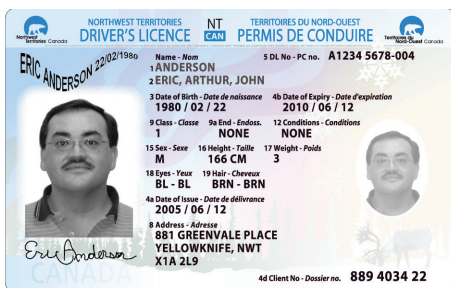 NORTHWEST TERRITORIES
DRIVER'S LICENCE
NT
CAN
TERRITOIRES DU NORD-OUEST
PERMIS DE CONDUIRE
Northwest
Territories Canada
Territoires du
Nord-Ouest Canada
ERIC ANDERSON 22/02/1980
Name - Nom
1 ANDERSON
2 ERIC, ARTHUR, JOHN
5 DL No - PC no. A1234 5678-004
3 Date of Birth - Date de naissance 4b Date of Expiry - Date d'expiration
1980 / 02 / 22 2010 / 06 / 12
9 Class - Classe 9a End - Endoss. 12 Conditions - Conditions
1 NONE NONE
15 Sex - Sexe 16 Height - Taille 17 Weight - Poids
M 166 CM 3
18 Eyes - Yeux 19 Hair - Cheveux
BL - BL BRN - BRN
4a Date of Issue - Date de délivrance
2005 / 06 / 12
8 Address - Adresse
881 GREENVALE PLACE
YELLOWKNIFE, NWT
X1A 2L9
Eric Anderson
CANADA
4d Client No - Dossier no. 889 4034 22